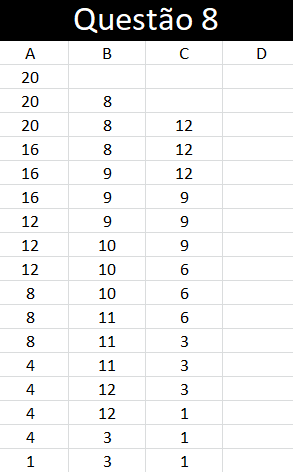 Questão 8
A B C D
20
20 8
20 8 12
16 8 12
16 9 12
16 9 9
12 9 9
12 10 9
12 10 6
8 10 6
8 11 6
8 11 3
4 11 3
4 12 3
4 12 1
4 3 1
1 3 1